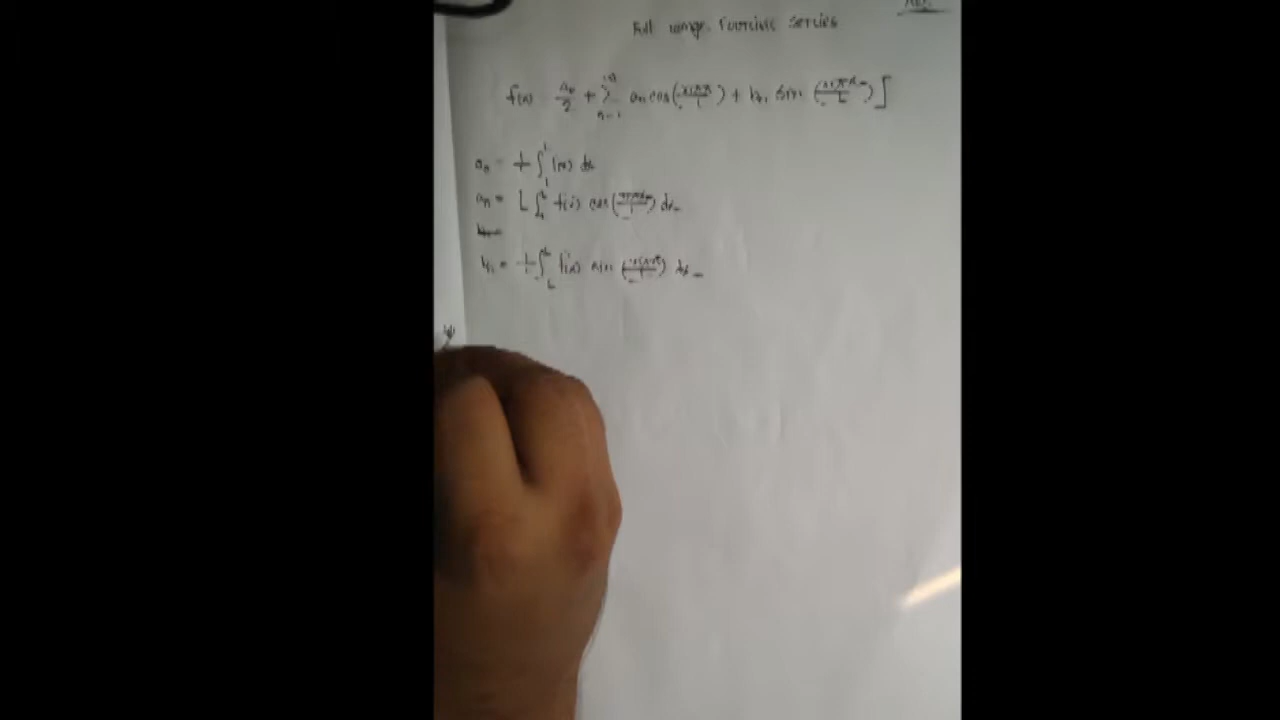 Full range Fourier Series
f(x) = a0/2 + ∑ n=1 an cos(nπx/L) + bn sin(nπx/L) ]
a0 = 1/L ∫ f(x) dx
an = 1/L ∫ f(x) cos(nπx/L) dx
bn = 1/L ∫ f(x) sin(nπx/L) dx